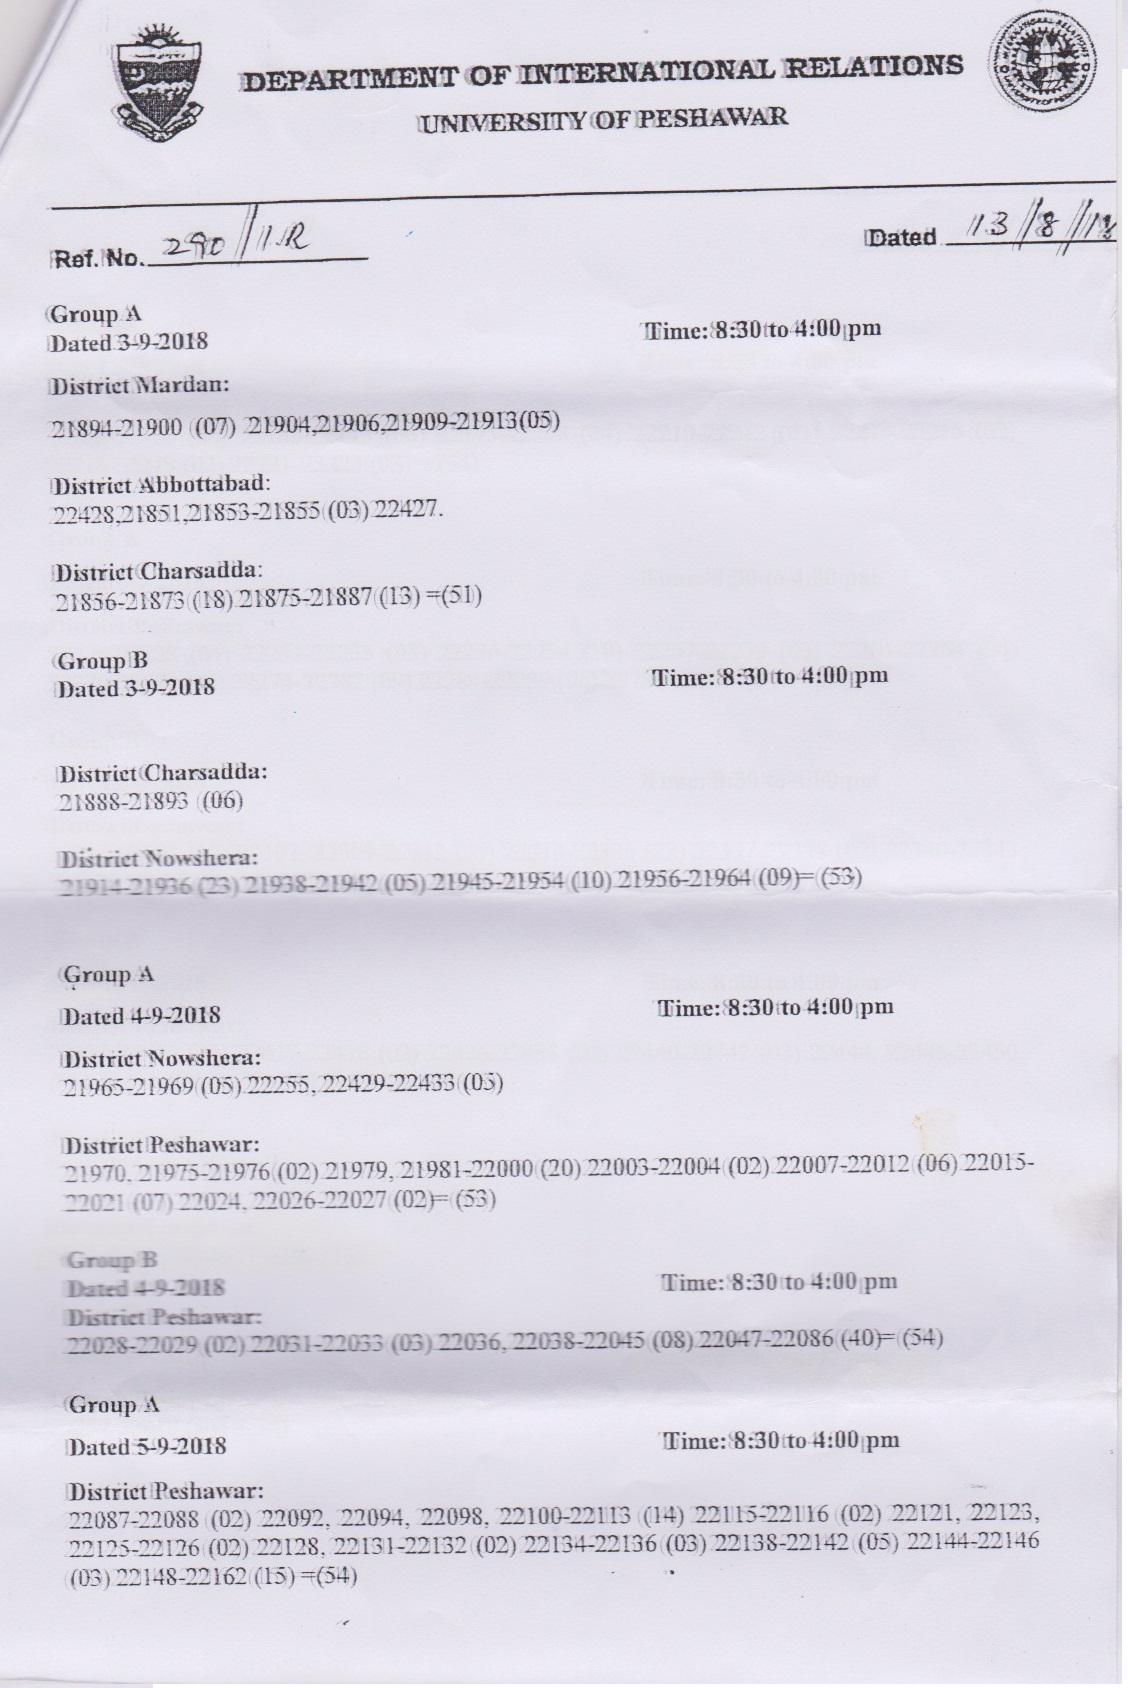 DEPARTMENT OF INTERNATIONAL RELATIONS
UNIVERSITY OF PESHAWAR
Ref. No. 290/I.R
Dated 13/8/18
Group A
Dated 3-9-2018 Time: 8:30 to 4:00 pm
District Mardan:
21894-21900 (07) 21904,21906,21909-21913(05)
District Abbottabad:
22428,21851,21853-21855 (03) 22427.
District Charsadda:
21856-21873 (18) 21875-21887 (13) =(51)
Group B
Dated 3-9-2018 Time: 8:30 to 4:00 pm
District Charsadda:
21888-21893 (06)
District Nowshera:
21914-21936 (23) 21938-21942 (05) 21945-21954 (10) 21956-21964 (09)= (53)
Group A
Dated 4-9-2018 Time: 8:30 to 4:00 pm
District Nowshera:
21965-21969 (05) 22255, 22429-22433 (05)
District Peshawar:
21970, 21975-21976 (02) 21979, 21981-22000 (20) 22003-22004 (02) 22007-22012 (06) 22015-
22021 (07) 22024, 22026-22027 (02)= (53)
Group B
Dated 4-9-2018 Time: 8:30 to 4:00 pm
District Peshawar:
22028-22029 (02) 22031-22033 (03) 22036, 22038-22045 (08) 22047-22086 (40)= (54)
Group A
Dated 5-9-2018 Time: 8:30 to 4:00 pm
District Peshawar:
22087-22088 (02) 22092, 22094, 22098, 22100-22113 (14) 22115-22116 (02) 22121, 22123,
22125-22126 (02) 22128, 22131-22132 (02) 22134-22136 (03) 22138-22142 (05) 22144-22146
(03) 22148-22162 (15) =(54)